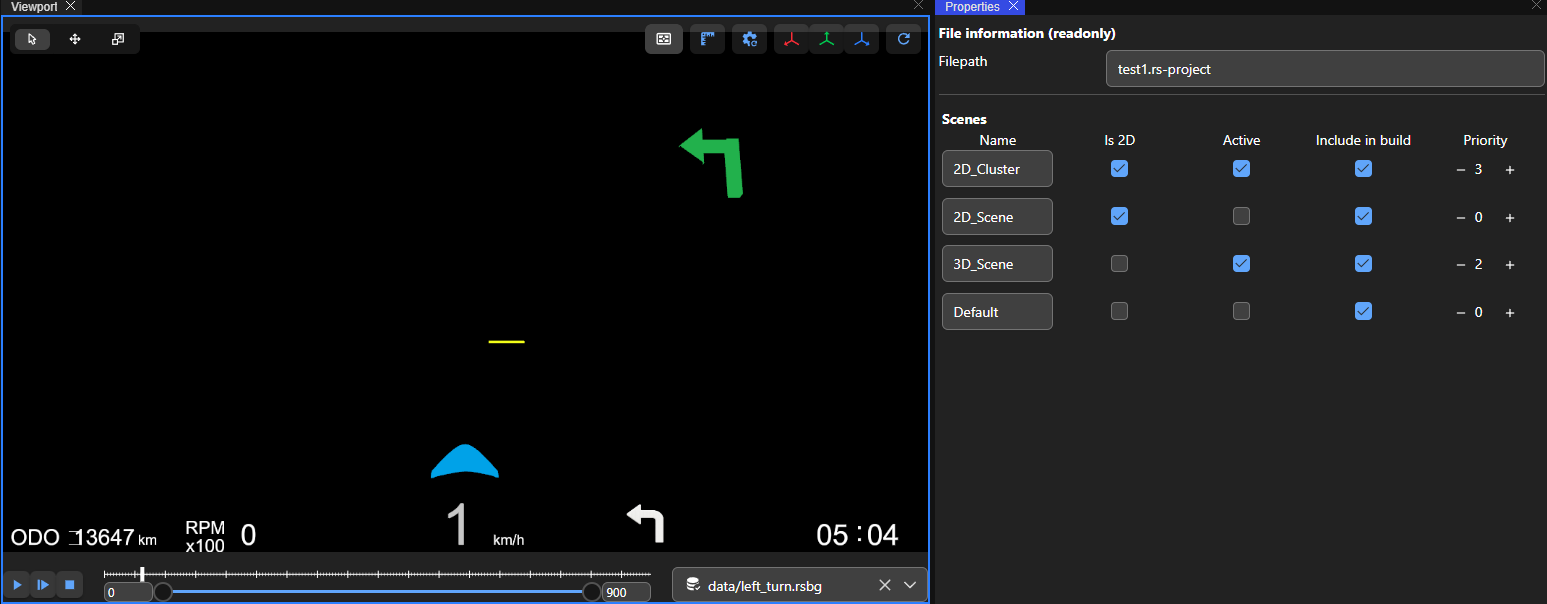 Viewport
Properties
File information (readonly)
Filepath
test1.rs-project
Scenes
Name Is 2D Active Include in build Priority
2D_Cluster 3
2D_Scene 0
3D_Scene 2
Default 0
ODO 13647 km
RPM x100 0
1 km/h
05:04
0
900
data/left_turn.rsbg